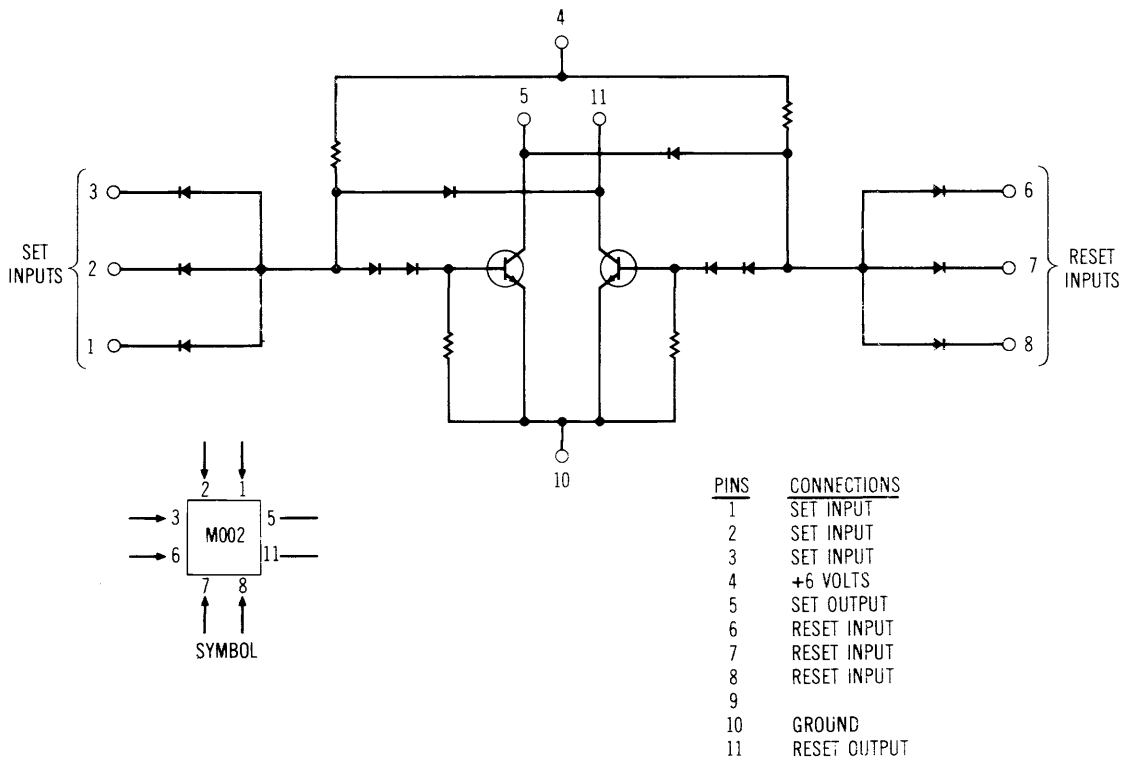 4
5 11
3
2
1
SET
INPUTS
6
7
8
RESET
INPUTS
10
2 1
3 5
M002
6 11
7 8
SYMBOL
PINS CONNECTIONS
1 SET INPUT
2 SET INPUT
3 SET INPUT
4 +6 VOLTS
5 SET OUTPUT
6 RESET INPUT
7 RESET INPUT
8 RESET INPUT
9
10 GROUND
11 RESET OUTPUT